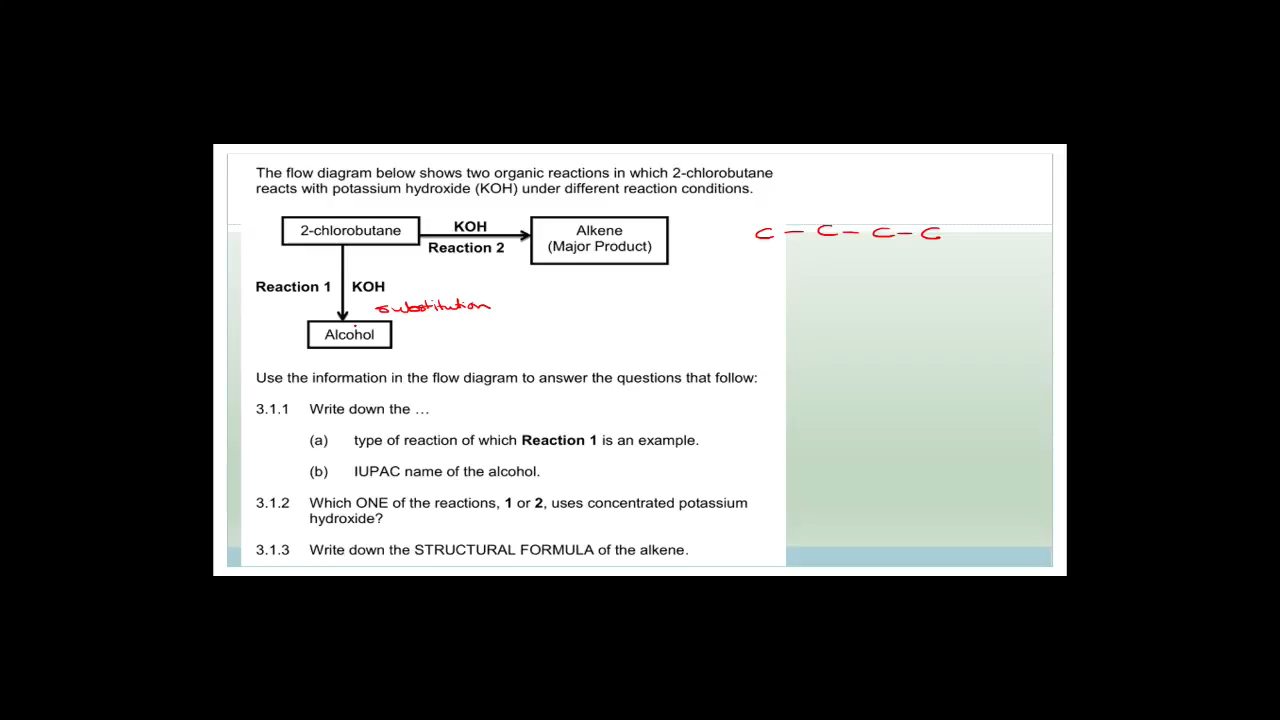 The flow diagram below shows two organic reactions in which 2-chlorobutane
reacts with potassium hydroxide (KOH) under different reaction conditions.
2-chlorobutane
KOH
Reaction 2
Alkene
(Major Product)
C - C - C - C
Reaction 1
KOH
substitution
Alcohol
Use the information in the flow diagram to answer the questions that follow:
3.1.1 Write down the …
(a) type of reaction of which Reaction 1 is an example.
(b) IUPAC name of the alcohol.
3.1.2 Which ONE of the reactions, 1 or 2, uses concentrated potassium
hydroxide?
3.1.3 Write down the STRUCTURAL FORMULA of the alkene.